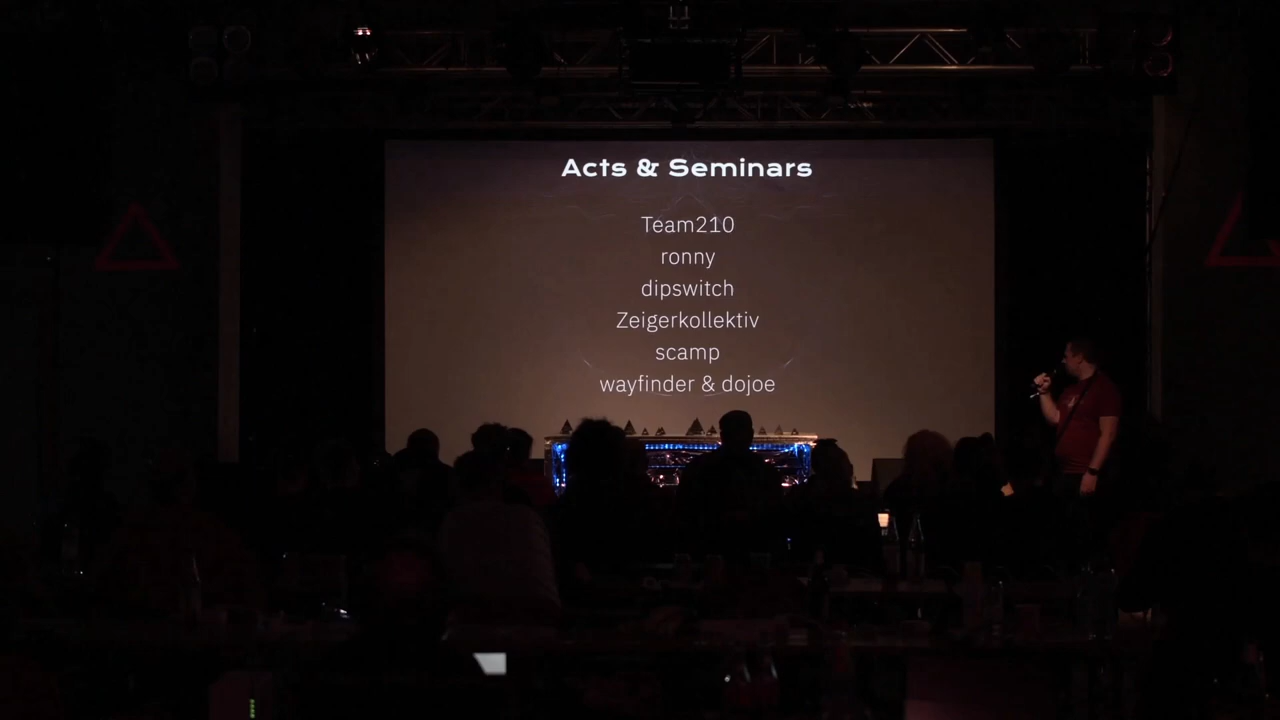 Acts & Seminars
Team210
ronny
dipswitch
Zeigerkollektiv
scamp
wayfinder & dojoe